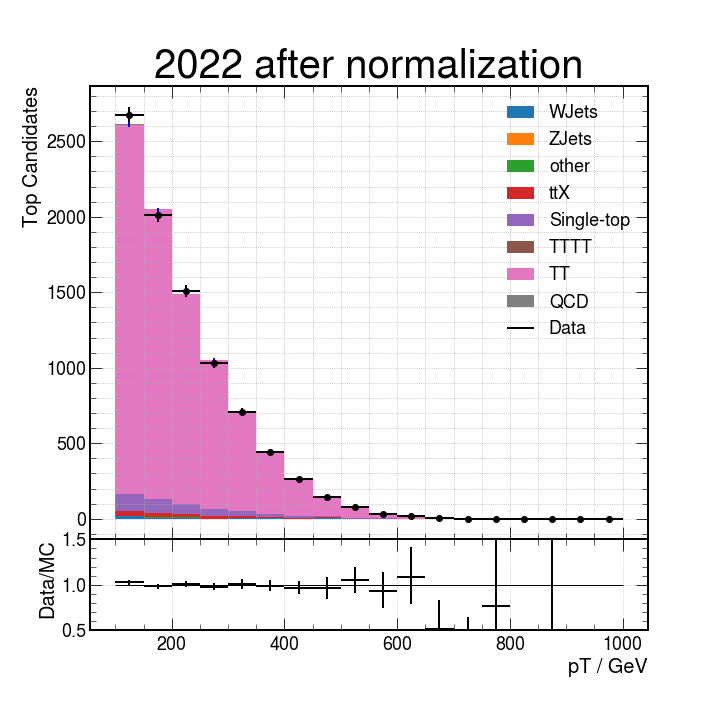 2022 after normalization
Top Candidates
2500
2000
1500
1000
500
0
WJets
ZJets
other
ttX
Single-top
TTTT
TT
QCD
Data
Data/MC
1.5
1.0
0.5
200 400 600 800 1000
pT / GeV